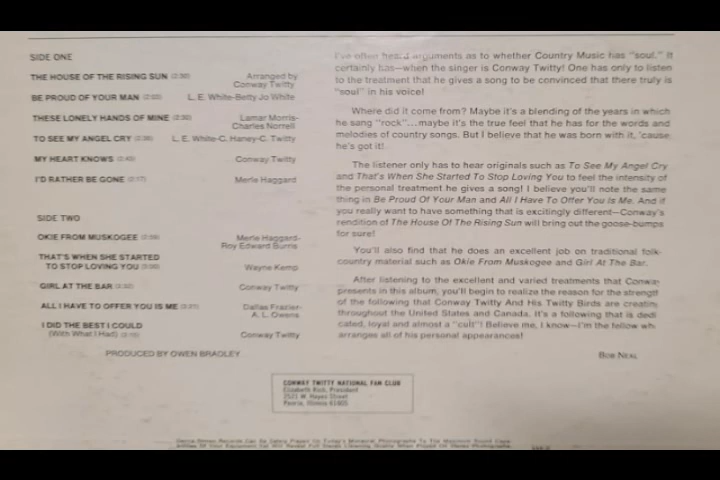 SIDE ONE
THE HOUSE OF THE RISING SUN (2:50) Arranged by
Conway Twitty
BE PROUD OF YOUR MAN L. E. White-Betty Jo White
THESE LONELY HANDS OF MINE Lamar Morris-
Charles Norrell
TO SEE MY ANGEL CRY L. E. White-C. Haney-C. Twitty
MY HEART KNOWS Conway Twitty
I'D RATHER BE GONE (2:17) Merle Haggard
SIDE TWO
OKIE FROM MUSKOGEE Merle Haggard-
Roy Edward Burris
THAT'S WHEN SHE STARTED
TO STOP LOVING YOU Wayne Kemp
GIRL AT THE BAR Conway Twitty
ALL I HAVE TO OFFER YOU IS ME Dallas Frazier-
A. L. Owens
I DID THE BEST I COULD
(With What I Had) Conway Twitty
PRODUCED BY OWEN BRADLEY
I've often heard arguments as to whether Country Music has "soul." It
certainly has—when the singer is Conway Twitty! One has only to listen
to the treatment that he gives a song to be convinced that there truly is
"soul" in his voice!
Where did it come from? Maybe it's a blending of the years in which
he sang "rock"...maybe it's the true feel that he has for the words and
melodies of country songs. But I believe that he was born with it, 'cause
he's got it!
The listener only has to hear originals such as To See My Angel Cry
and That's When She Started To Stop Loving You to feel the intensity of
the personal treatment he gives a song! I believe you'll note the same
thing in Be Proud Of Your Man and All I Have To Offer You Is Me. And if
you really want to have something that is excitingly different—Conway's
rendition of The House Of The Rising Sun will bring out the goose-bumps
for sure!
You'll also find that he does an excellent job on traditional folk-
country material such as Okie From Muskogee and Girl At The Bar.
After listening to the excellent and varied treatments that Conway
presents in this album, you'll begin to realize the reason for the strength
of the following that Conway Twitty And His Twitty Birds are creatin
throughout the United States and Canada. It's a following that is dedi
cated, loyal and almost a "cult"! Believe me, I know—I'm the fellow wh
arranges all of his personal appearances!
BOB NEAL
CONWAY TWITTY NATIONAL FAN CLUB
Elizabeth Rich, President
2521 W. Hayes Street
Peoria, Illinois 61605